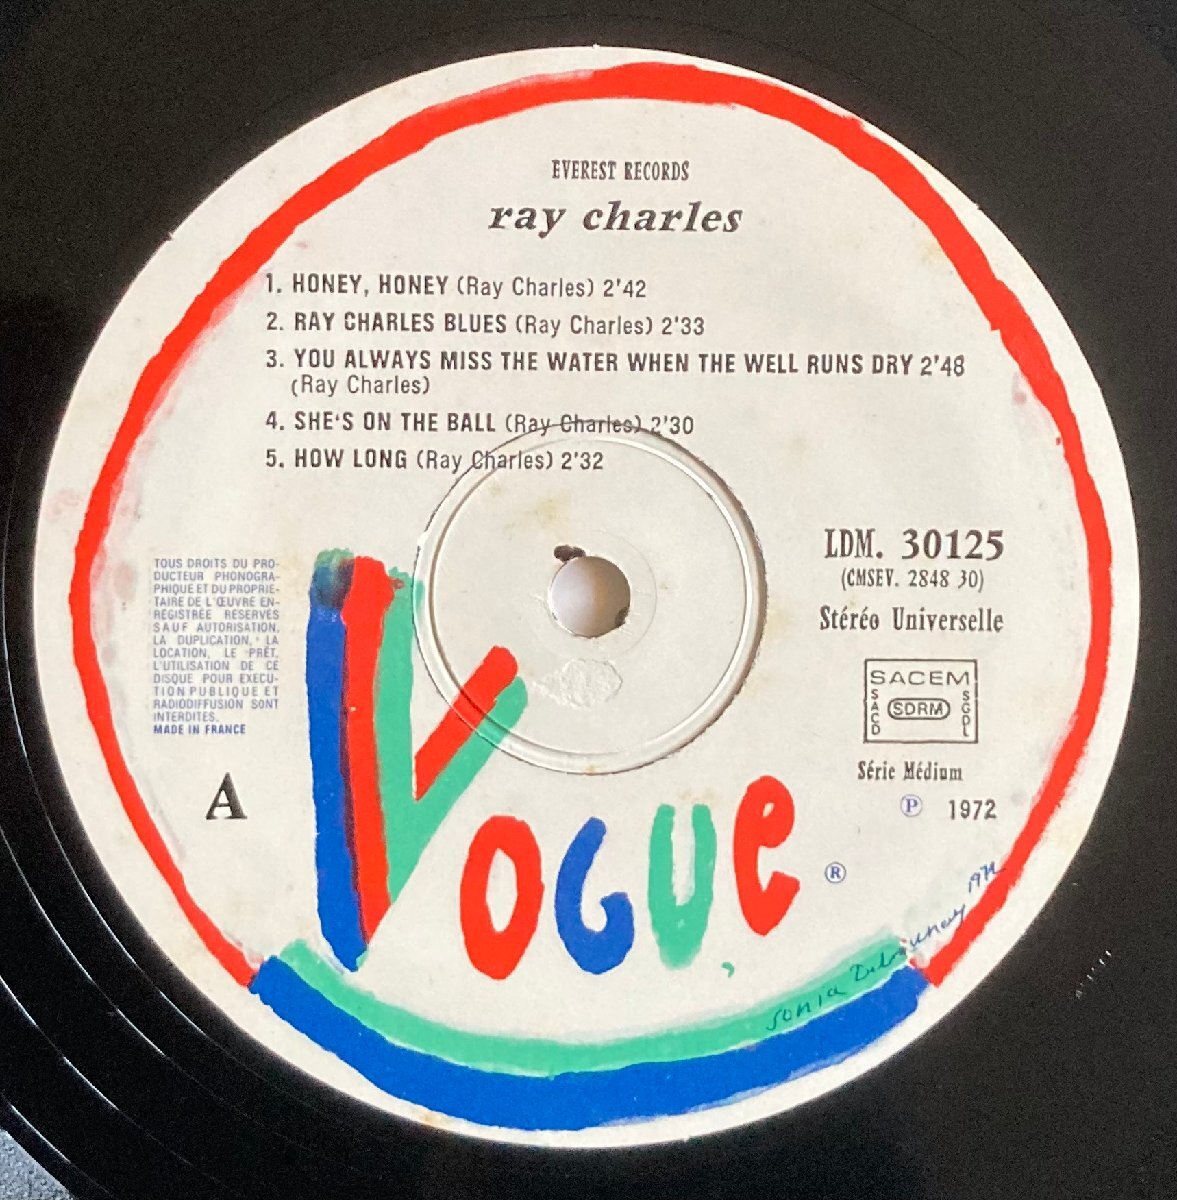 EVEREST RECORDS
ray charles
1. HONEY, HONEY (Ray Charles) 2'42
2. RAY CHARLES BLUES (Ray Charles) 2'33
3. YOU ALWAYS MISS THE WATER WHEN THE WELL RUNS DRY 2'48
(Ray Charles)
4. SHE'S ON THE BALL (Ray Charles) 2'30
5. HOW LONG (Ray Charles) 2'32
LDM. 30125
(CMSEV. 2848 30)
Stéréo Universelle
TOUS DROITS DU PRO-
DUCTEUR PHONOGRA-
PHIQUE ET DU PROPRIE-
TAIRE DE L'ŒUVRE EN-
REGISTRÉE RÉSERVÉS
SAUF AUTORISATION,
LA DUPLICATION, LA
LOCATION, LE PRÊT,
L'UTILISATION DE CE
DISQUE POUR EXECU-
TION PUBLIQUE ET
RADIODIFFUSION SONT
INTERDITES.
MADE IN FRANCE
SACEM
SACD
SDRM
SGDL
Série Médium
℗ 1972
A
VOGUE
®
sonia Delaunay 1972